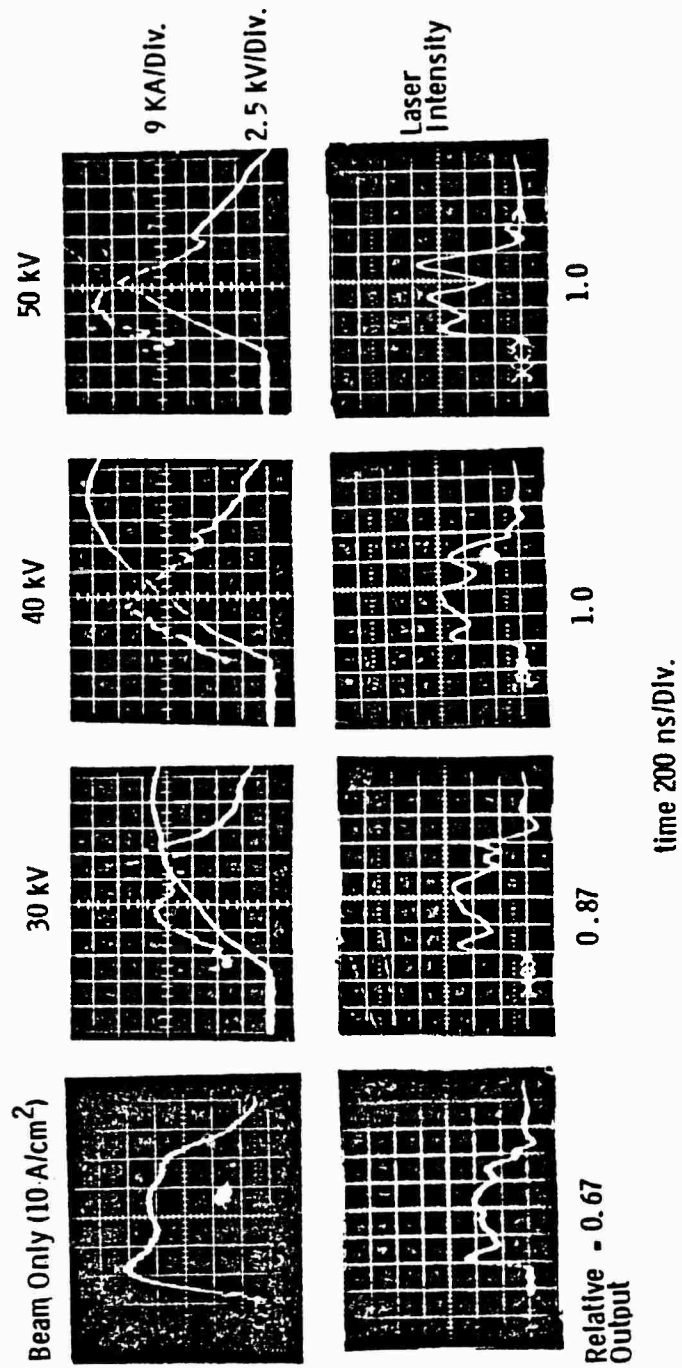 Beam Only (10 A/cm²)
30 kV
40 kV
50 kV
9 KA/Div.
2.5 kV/Div.
Laser
Intensity
Relative = 0.67
Output
0.87
1.0
1.0
time 200 ns/Div.